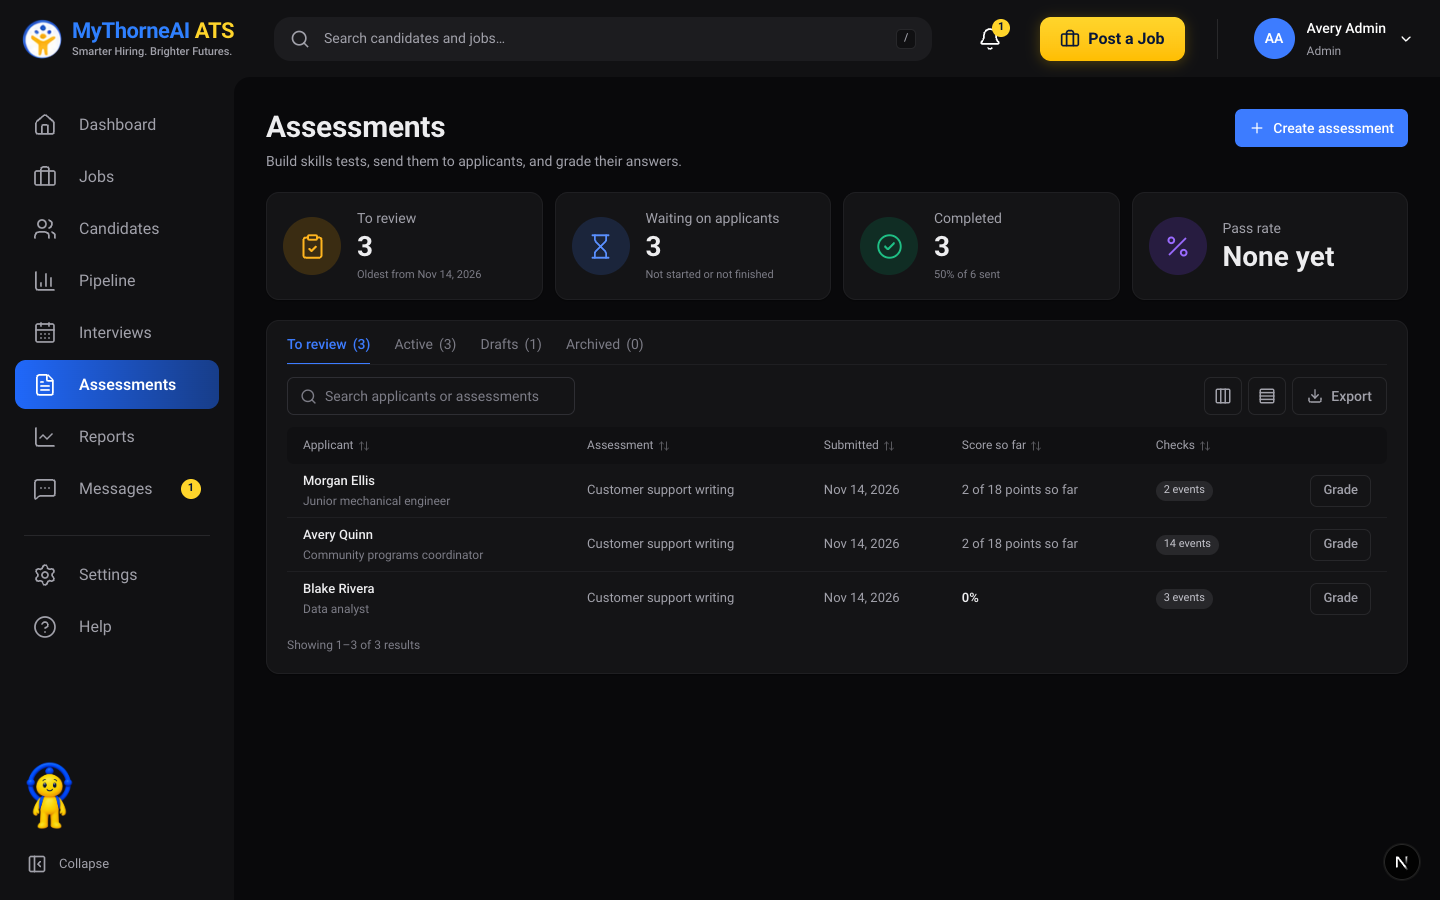 MyThorneAI ATS
Smarter Hiring. Brighter Futures.
Search candidates and jobs...
/
1
Post a Job
AA
Avery Admin
Admin
Dashboard
Jobs
Candidates
Pipeline
Interviews
Assessments
Reports
Messages
1
Settings
Help
Collapse
Assessments
Build skills tests, send them to applicants, and grade their answers.
Create assessment
To review
3
Oldest from Nov 14, 2026
Waiting on applicants
3
Not started or not finished
Completed
3
50% of 6 sent
Pass rate
None yet
To review (3)
Active (3)
Drafts (1)
Archived (0)
Search applicants or assessments
Export
Applicant
Assessment
Submitted
Score so far
Checks
Morgan Ellis
Junior mechanical engineer
Customer support writing
Nov 14, 2026
2 of 18 points so far
2 events
Grade
Avery Quinn
Community programs coordinator
Customer support writing
Nov 14, 2026
2 of 18 points so far
14 events
Grade
Blake Rivera
Data analyst
Customer support writing
Nov 14, 2026
0%
3 events
Grade
Showing 1–3 of 3 results
N